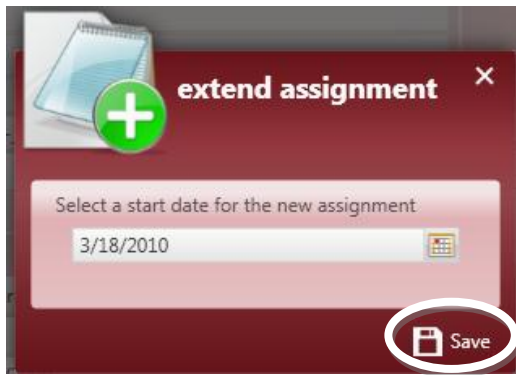 extend assignment
Select a start date for the new assignment
3/18/2010
Save